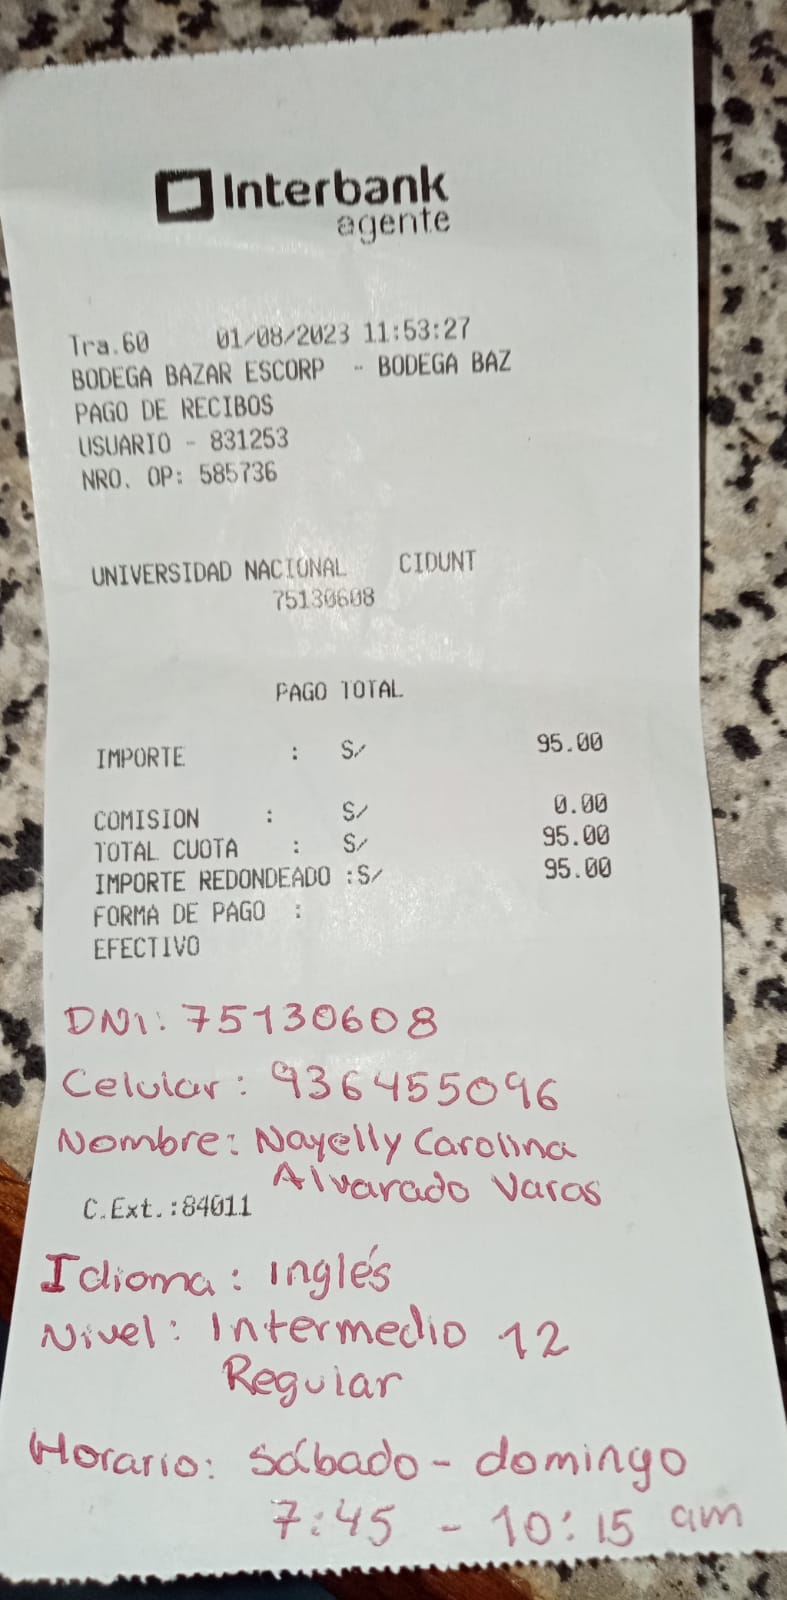 Interbank
agente
Tra.60 01/08/2023 11:53:27
BODEGA BAZAR ESCORP - BODEGA BAZ
PAGO DE RECIBOS
USUARIO - 831253
NRO. OP: 585736
UNIVERSIDAD NACIONAL CIDUNT
75130608
PAGO TOTAL
IMPORTE : S/ 95.00
COMISION : S/ 0.00
TOTAL CUOTA : S/ 95.00
IMPORTE REDONDEADO :S/ 95.00
FORMA DE PAGO :
EFECTIVO
DNI: 75130608
Celular: 936455096
Nombre: Nayelly Carolina
Alvarado Varas
C.Ext.:84011
Idioma: Inglés
Nivel: Intermedio 12
Regular
Horario: sábado - domingo
7:45 - 10:15 am